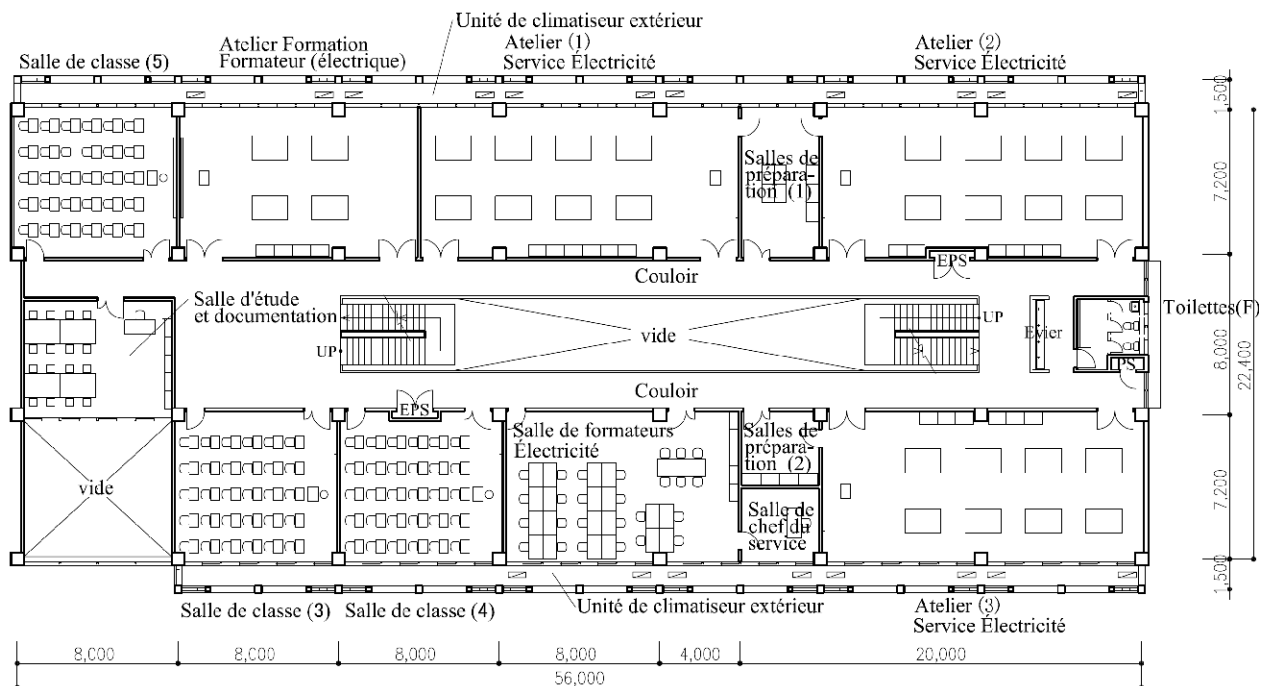 Unité de climatiseur extérieur
Salle de classe (5)
Atelier Formation
Formateur (électrique)
Atelier (1)
Service Électricité
Atelier (2)
Service Électricité
1,500
Salles de
prépara-
tion (1)
7,200
EPS
Couloir
Salle d'étude
et documentation
UP
vide
UP
Evier
Toilettes(F)
PS
8,000
22,400
Couloir
EPS
Salle de formateurs
Électricité
Salles de
prépara-
tion (2)
vide
Salle de
chef du
service
7,200
1,500
Salle de classe (3)
Salle de classe (4)
Unité de climatiseur extérieur
Atelier (3)
Service Électricité
8,000
8,000
8,000
8,000
4,000
20,000
56,000